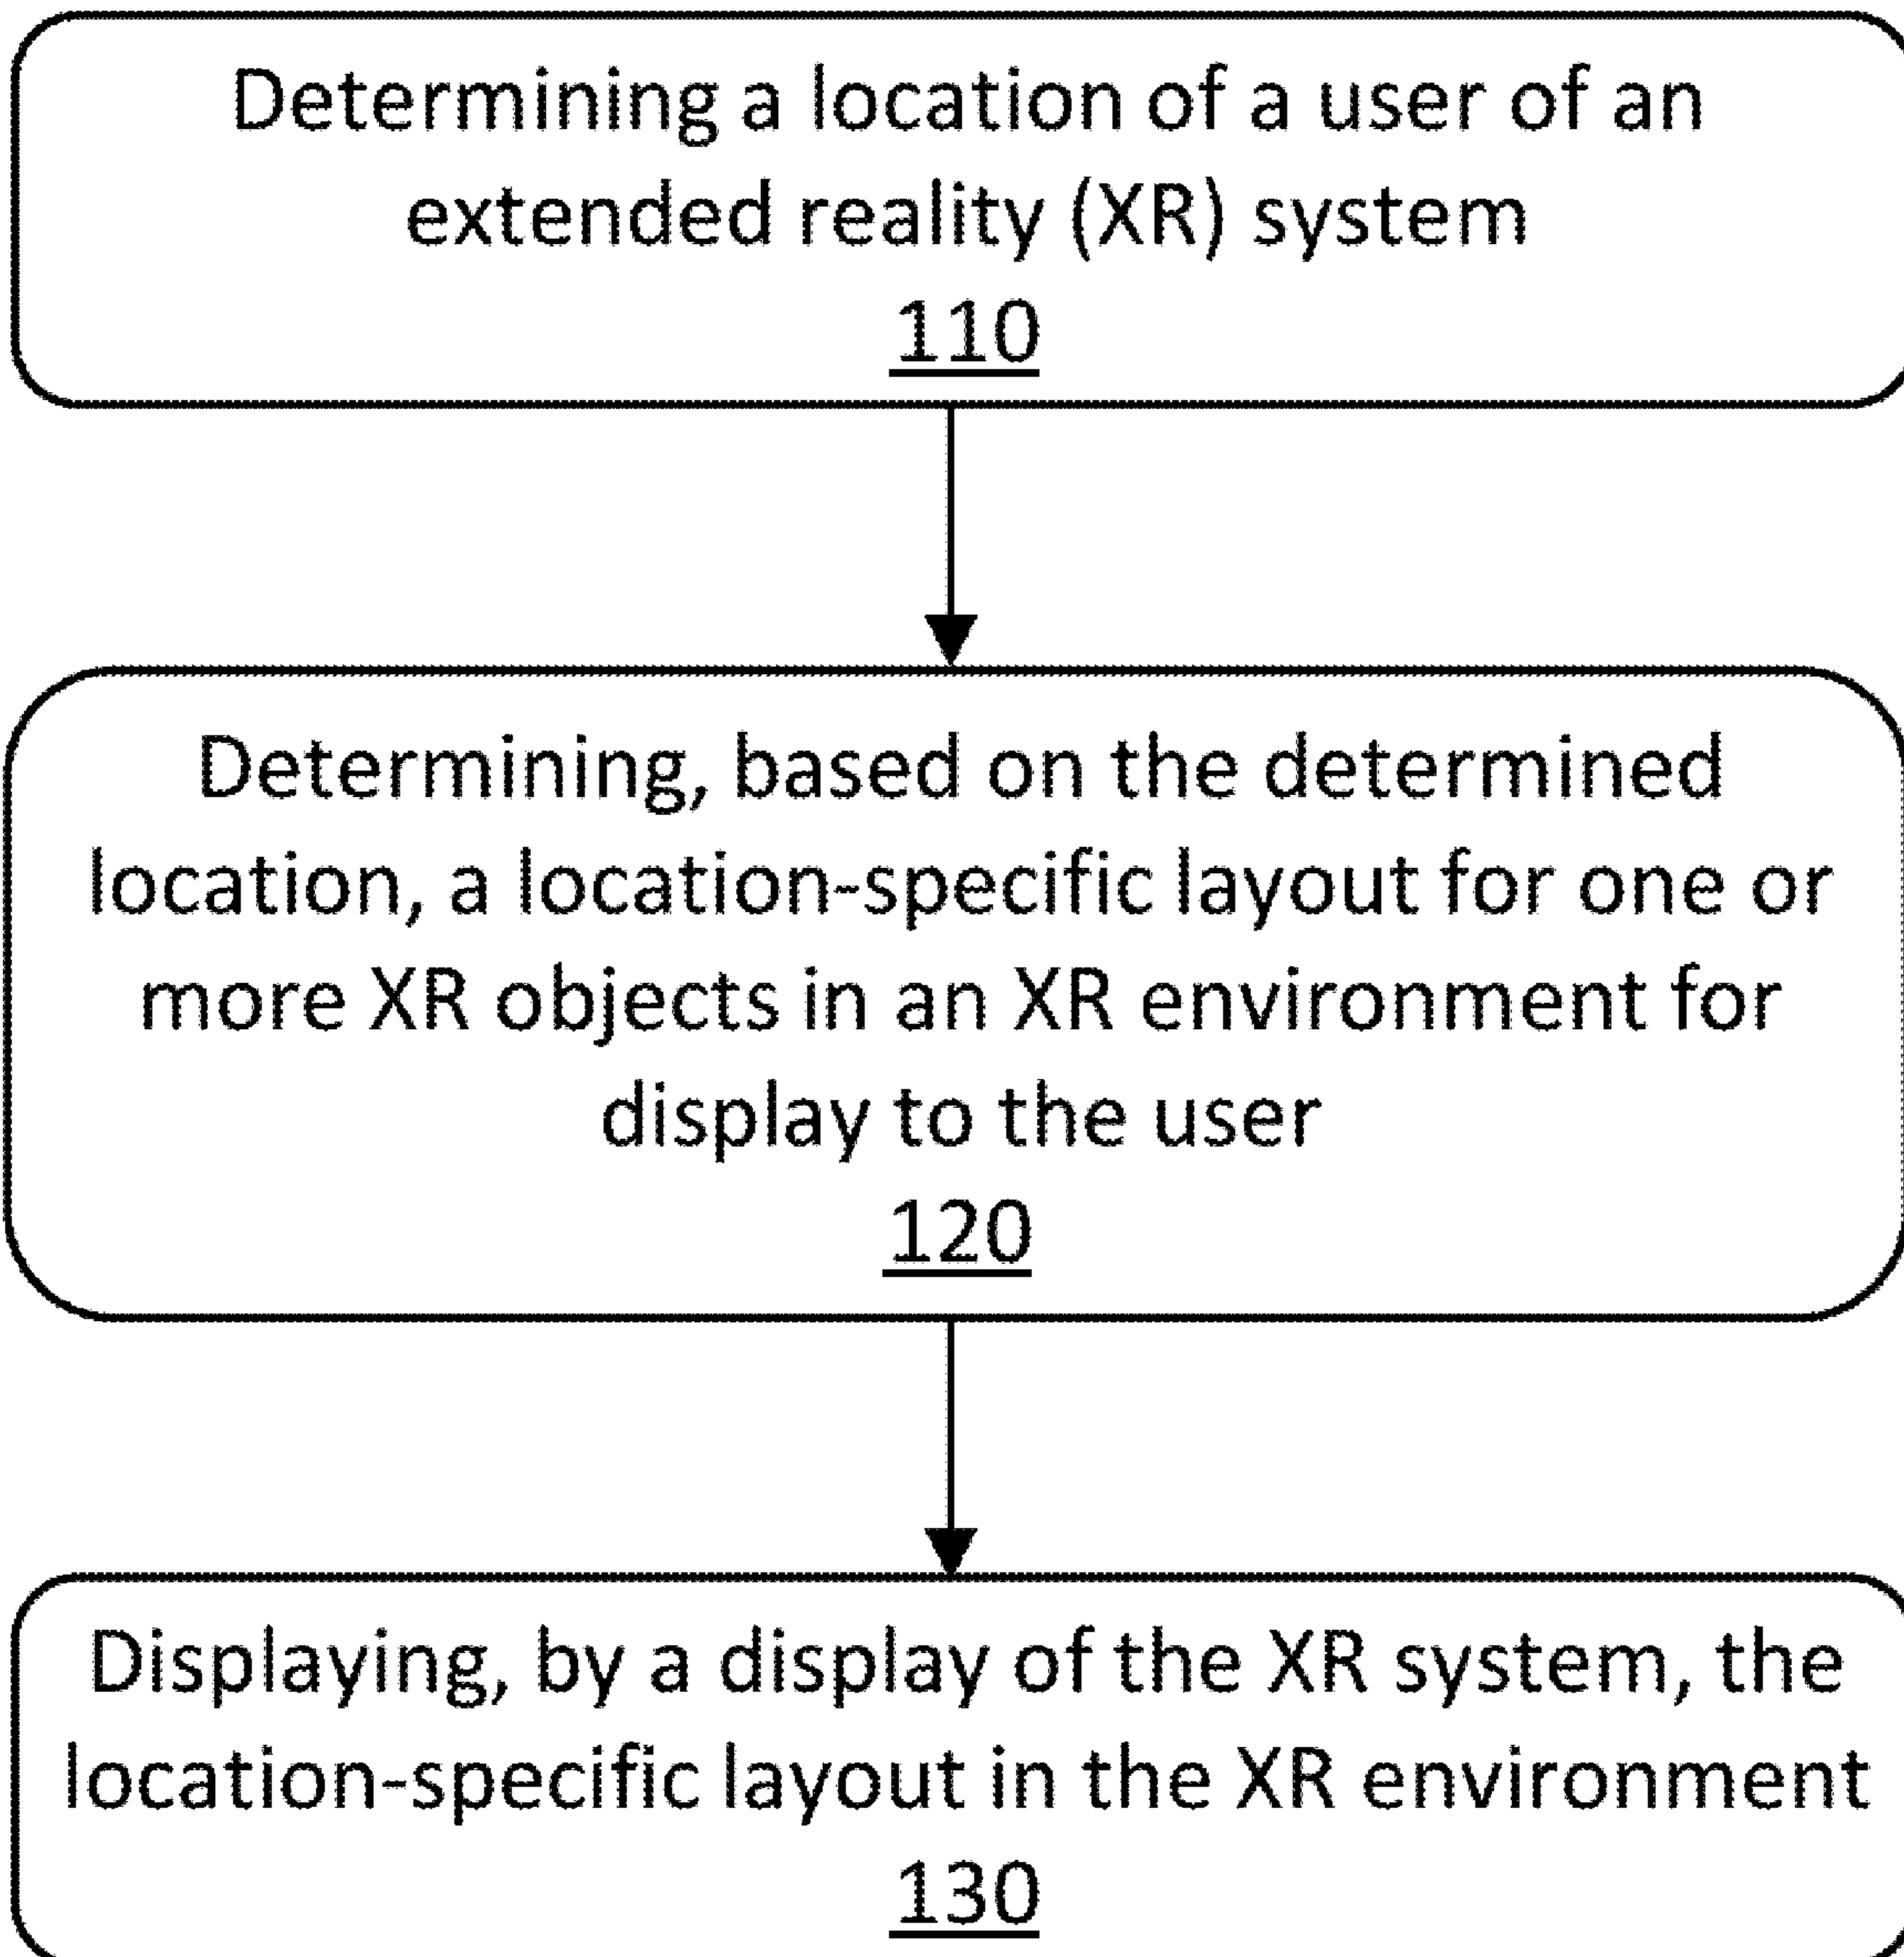 Determining a location of a user of an
extended reality (XR) system
110
Determining, based on the determined
location, a location-specific layout for one or
more XR objects in an XR environment for
display to the user
120
Displaying, by a display of the XR system, the
location-specific layout in the XR environment
130